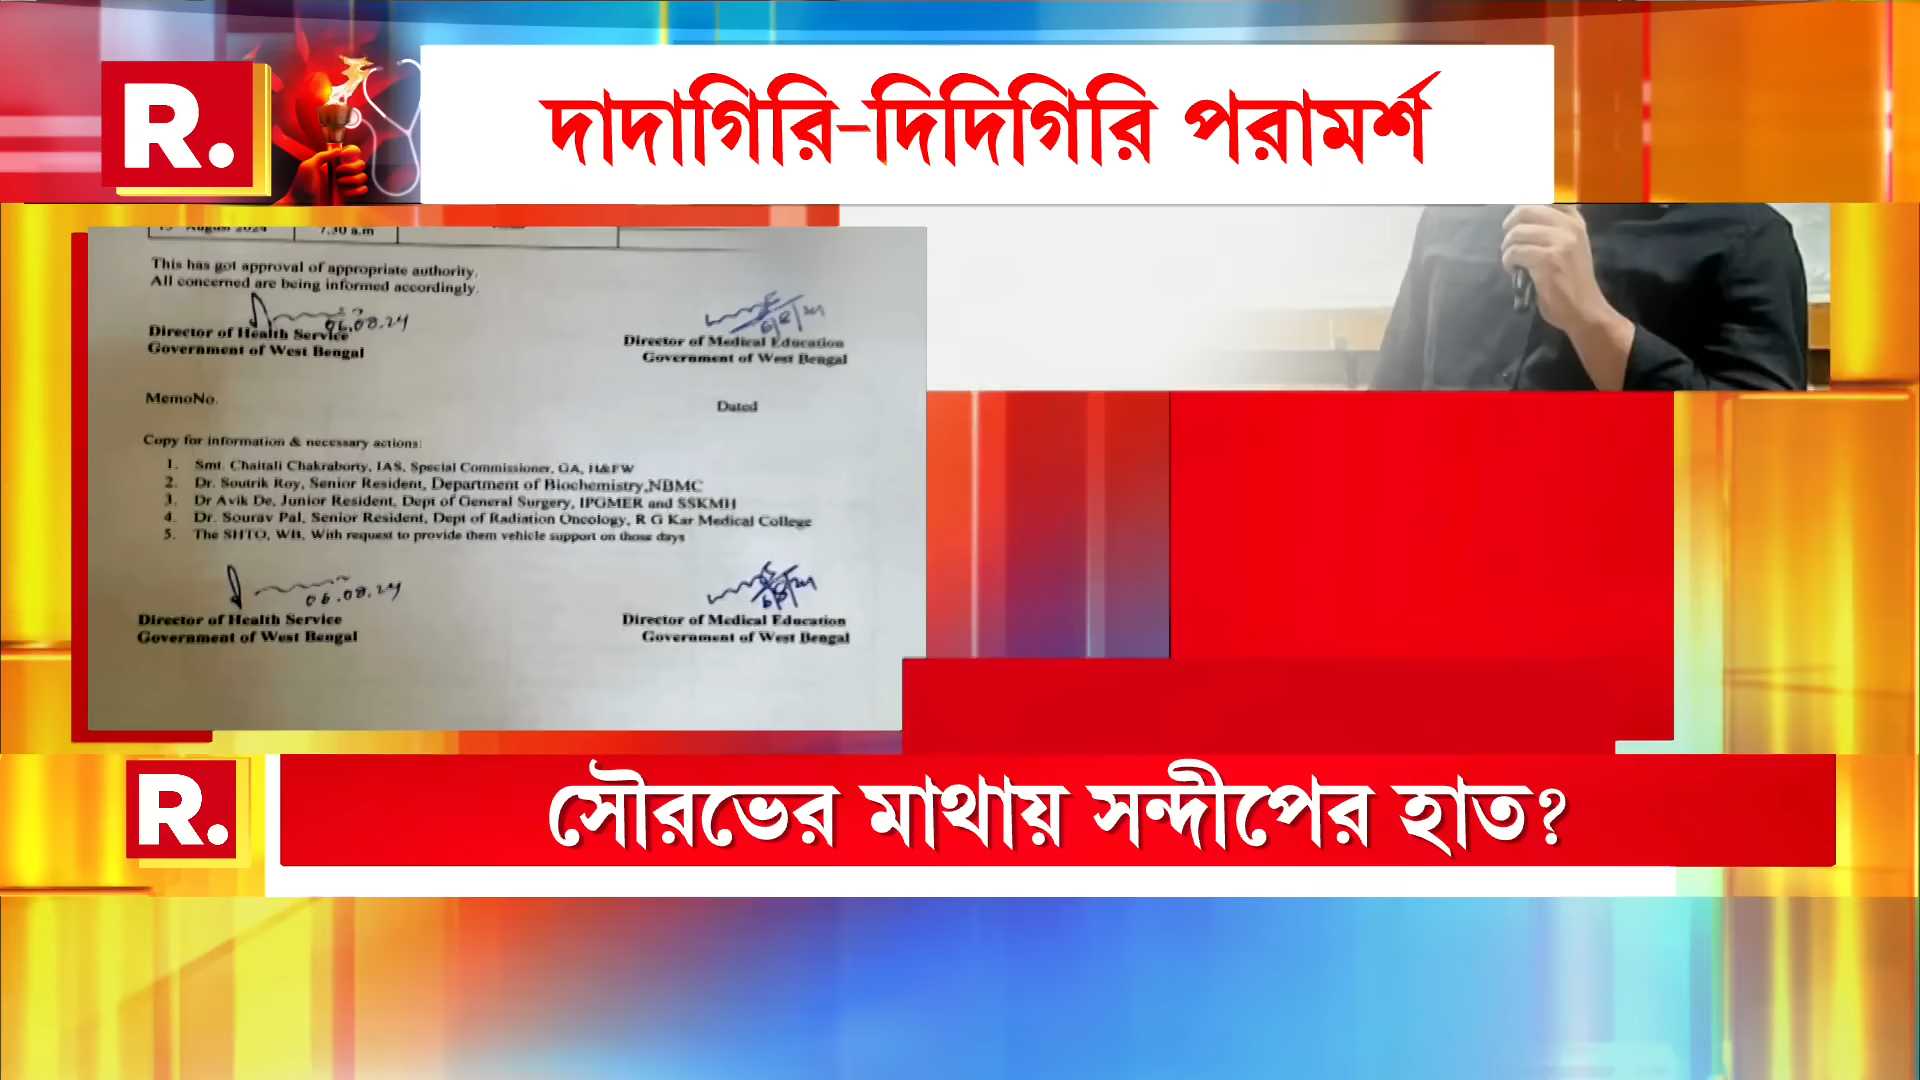 R.
দাদাগিরি-দিদিগিরি পরামর্শ
August 2024 7.30 a.m
This has got approval of appropriate authority.
All concerned are being informed accordingly.
06.08.24
Director of Health Service
Government of West Bengal
Director of Medical Education
Government of West Bengal
MemoNo.
Dated
Copy for information & necessary actions:
1. Smt. Chaitali Chakraborty, IAS, Special Commissioner, GA, H&FW
2. Dr. Soutrik Roy, Senior Resident, Department of Biochemistry,NBMC
3. Dr Avik De, Junior Resident, Dept of General Surgery, IPGMER and SSKMH
4. Dr. Sourav Pal, Senior Resident, Dept of Radiation Oncology, R G Kar Medical College
5. The SHTO, WB, With request to provide them vehicle support on those days
06.08.24
Director of Health Service
Government of West Bengal
Director of Medical Education
Government of West Bengal
R.
সৌরভের মাথায় সন্দীপের হাত?